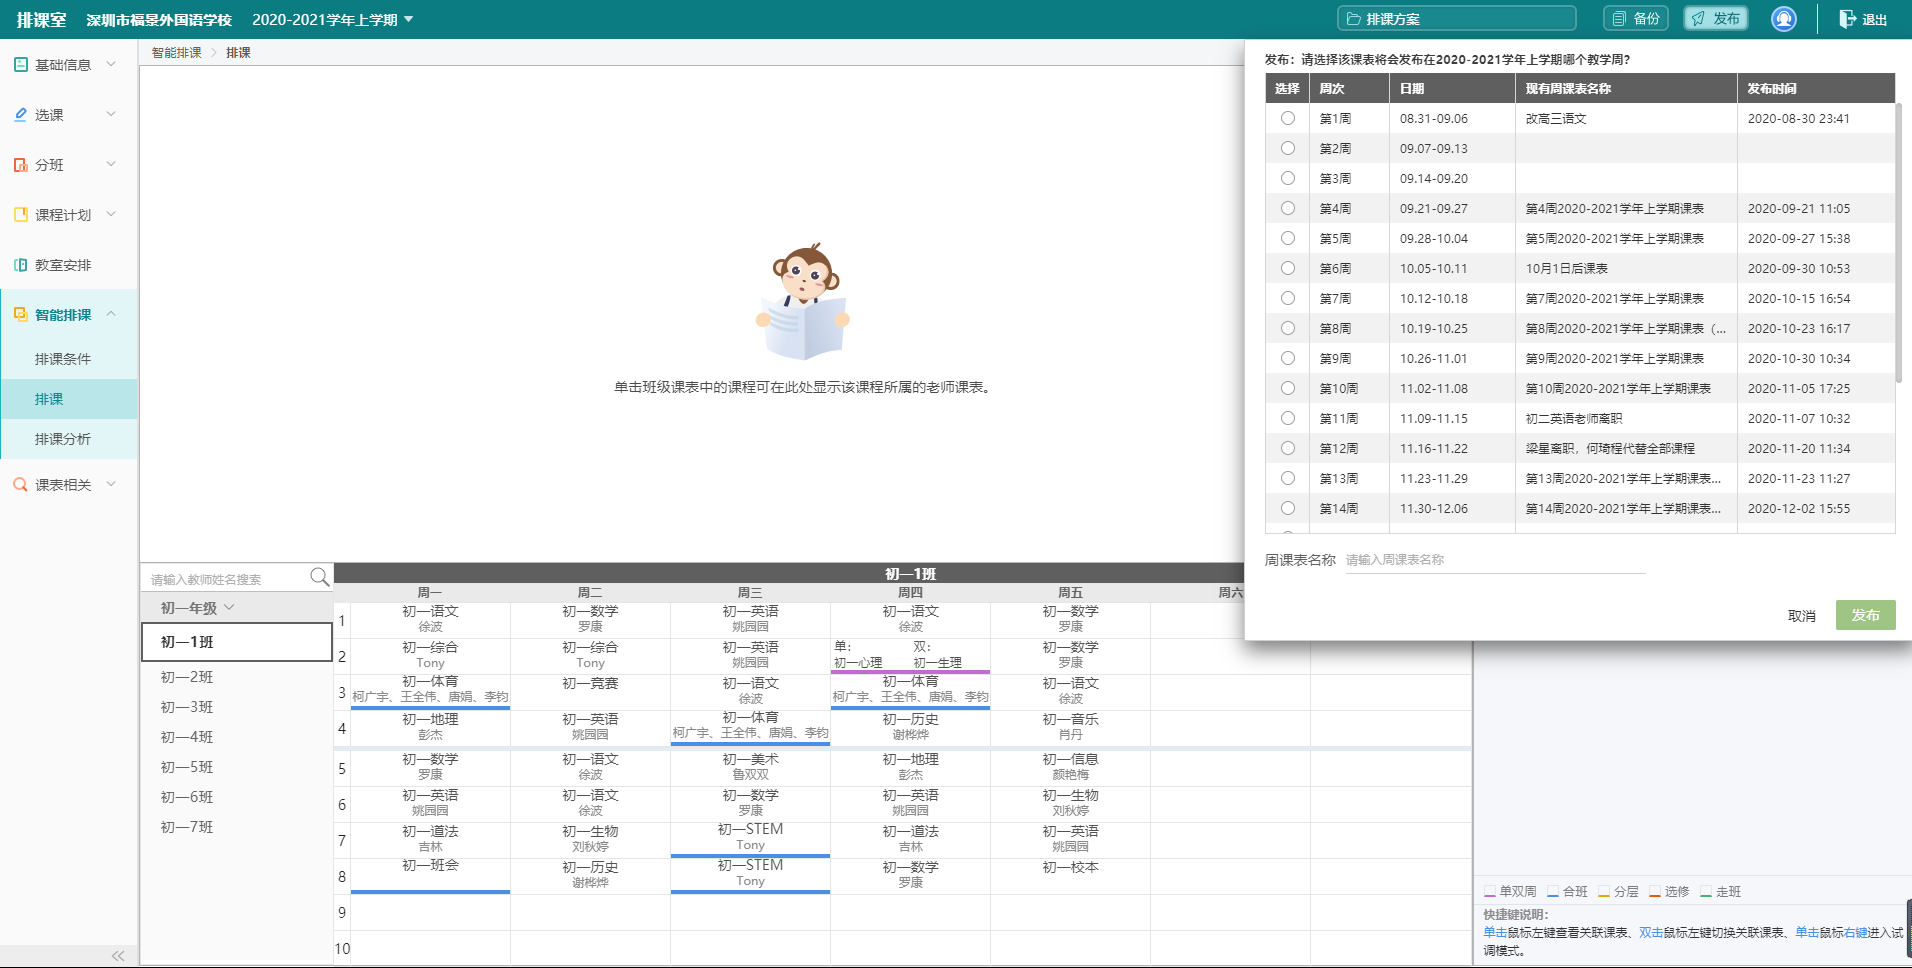 排课室
深圳市福景外国语学校
2020-2021学年上学期
排课方案
备份
发布
退出
基础信息
选课
分班
课程计划
教室安排
智能排课
排课条件
排课
排课分析
课表相关
智能排课
排课
单击班级课表中的课程可在此处显示该课程所属的老师课表。
发布：请选择该课表将会发布在2020-2021学年上学期哪个教学周?
选择 周次 日期 现有周课表名称 发布时间
第1周 08.31-09.06 改高三语文 2020-08-30 23:41
第2周 09.07-09.13
第3周 09.14-09.20
第4周 09.21-09.27 第4周2020-2021学年上学期课表 2020-09-21 11:05
第5周 09.28-10.04 第5周2020-2021学年上学期课表 2020-09-27 15:38
第6周 10.05-10.11 10月1日后课表 2020-09-30 10:53
第7周 10.12-10.18 第7周2020-2021学年上学期课表 2020-10-15 16:54
第8周 10.19-10.25 第8周2020-2021学年上学期课表（... 2020-10-23 16:17
第9周 10.26-11.01 第9周2020-2021学年上学期课表 2020-10-30 10:34
第10周 11.02-11.08 第10周2020-2021学年上学期课表 2020-11-05 17:25
第11周 11.09-11.15 初二英语老师离职 2020-11-07 10:32
第12周 11.16-11.22 梁星离职，何琦程代替全部课程 2020-11-20 11:34
第13周 11.23-11.29 第13周2020-2021学年上学期课表... 2020-11-23 11:27
第14周 11.30-12.06 第14周2020-2021学年上学期课表... 2020-12-02 15:55
周课表名称 请输入周课表名称
取消 发布
请输入教师姓名搜索
初一年级
初一1班
初一2班
初一3班
初一4班
初一5班
初一6班
初一7班
初一1班
周一 周二 周三 周四 周五 周六
1 初一语文 初一数学 初一英语 初一语文 初一数学
徐波 罗康 姚园园 徐波 罗康
2 初一综合 初一综合 初一英语 单： 双： 初一数学
Tony Tony 姚园园 初一心理 初一生理 罗康
3 初一体育 初一竞赛 初一语文 初一体育 初一语文
柯广宇、王全伟、唐娟、李钧 徐波 柯广宇、王全伟、唐娟、李钧 徐波
4 初一地理 初一英语 初一体育 初一历史 初一音乐
彭杰 姚园园 柯广宇、王全伟、唐娟、李钧 谢桦烨 肖丹
5 初一数学 初一语文 初一美术 初一地理 初一信息
罗康 徐波 鲁双双 彭杰 颜艳梅
6 初一英语 初一语文 初一数学 初一英语 初一生物
姚园园 徐波 罗康 姚园园 刘秋婷
7 初一道法 初一生物 初一STEM 初一道法 初一英语
吉林 刘秋婷 Tony 吉林 姚园园
8 初一班会 初一历史 初一STEM 初一数学 初一校本
谢桦烨 Tony 罗康
9
10
单双周 合班 分层 选修 走班
快捷键说明：
单击鼠标左键查看关联课表、双击鼠标左键切换关联课表、单击鼠标右键进入试
调模式。